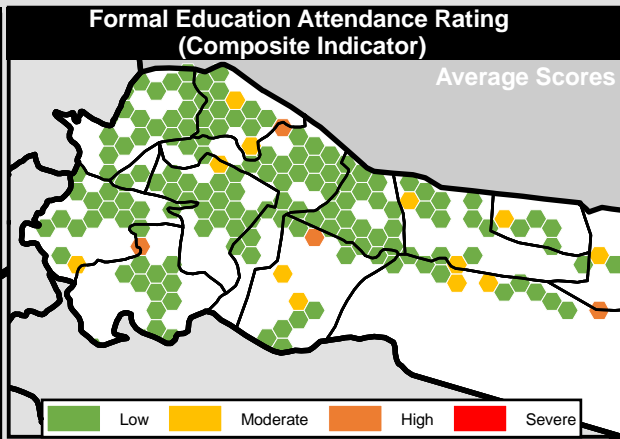 Formal Education Attendance Rating
(Composite Indicator)
Average Scores
Low Moderate High Severe